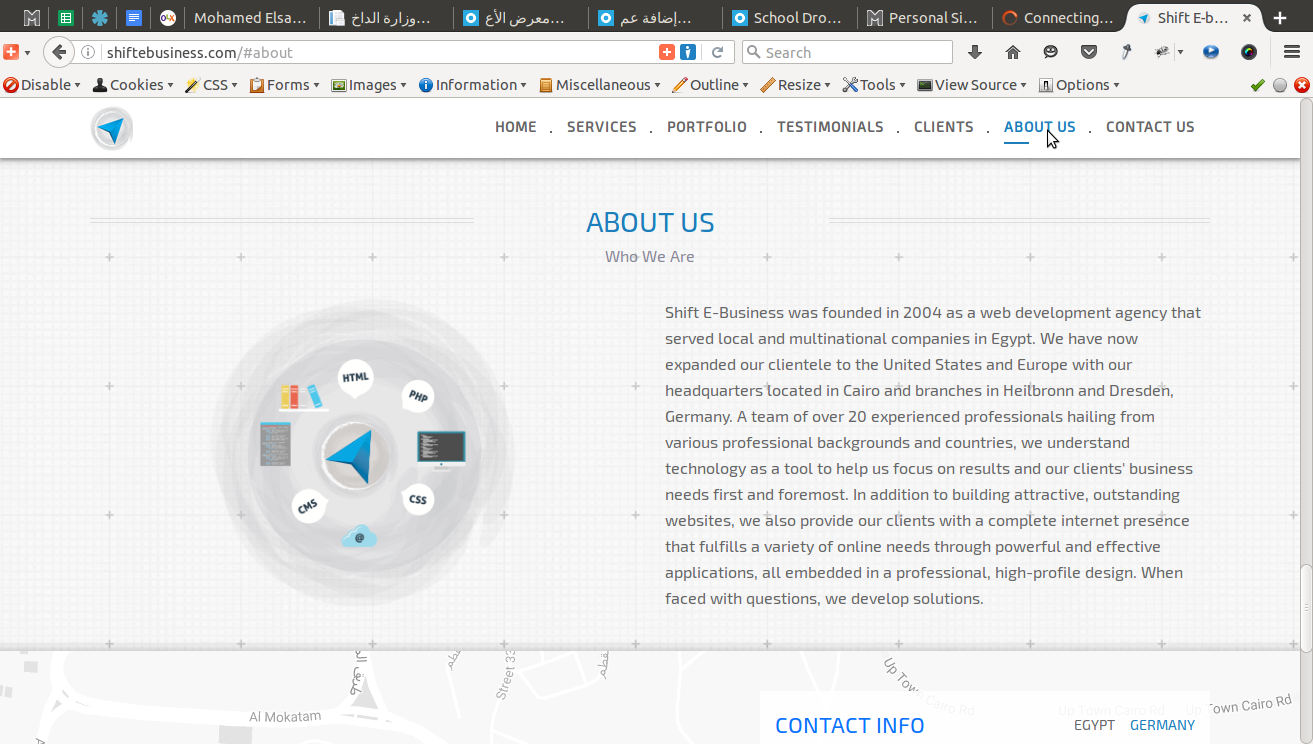 Mohamed Elsa...
وزارة الداخ...
معرض الأع...
إضافة عم...
School Dro...
Personal Si...
Connecting...
Shift E-b...
shiftebusiness.com/#about
Search
Disable
Cookies
CSS
Forms
Images
Information
Miscellaneous
Outline
Resize
Tools
View Source
Options
HOME . SERVICES . PORTFOLIO . TESTIMONIALS . CLIENTS . ABOUT US . CONTACT US
ABOUT US
Who We Are
HTML
PHP
CSS
CMS
@
Shift E-Business was founded in 2004 as a web development agency that
served local and multinational companies in Egypt. We have now
expanded our clientele to the United States and Europe with our
headquarters located in Cairo and branches in Heilbronn and Dresden,
Germany. A team of over 20 experienced professionals hailing from
various professional backgrounds and countries, we understand
technology as a tool to help us focus on results and our clients' business
needs first and foremost. In addition to building attractive, outstanding
websites, we also provide our clients with a complete internet presence
that fulfills a variety of online needs through powerful and effective
applications, all embedded in a professional, high-profile design. When
faced with questions, we develop solutions.
Al Mokatam
Street 33
Up Town Cairo Rd
Up Town Cairo Rd
Up Town Cairo Rd
CONTACT INFO
EGYPT
GERMANY